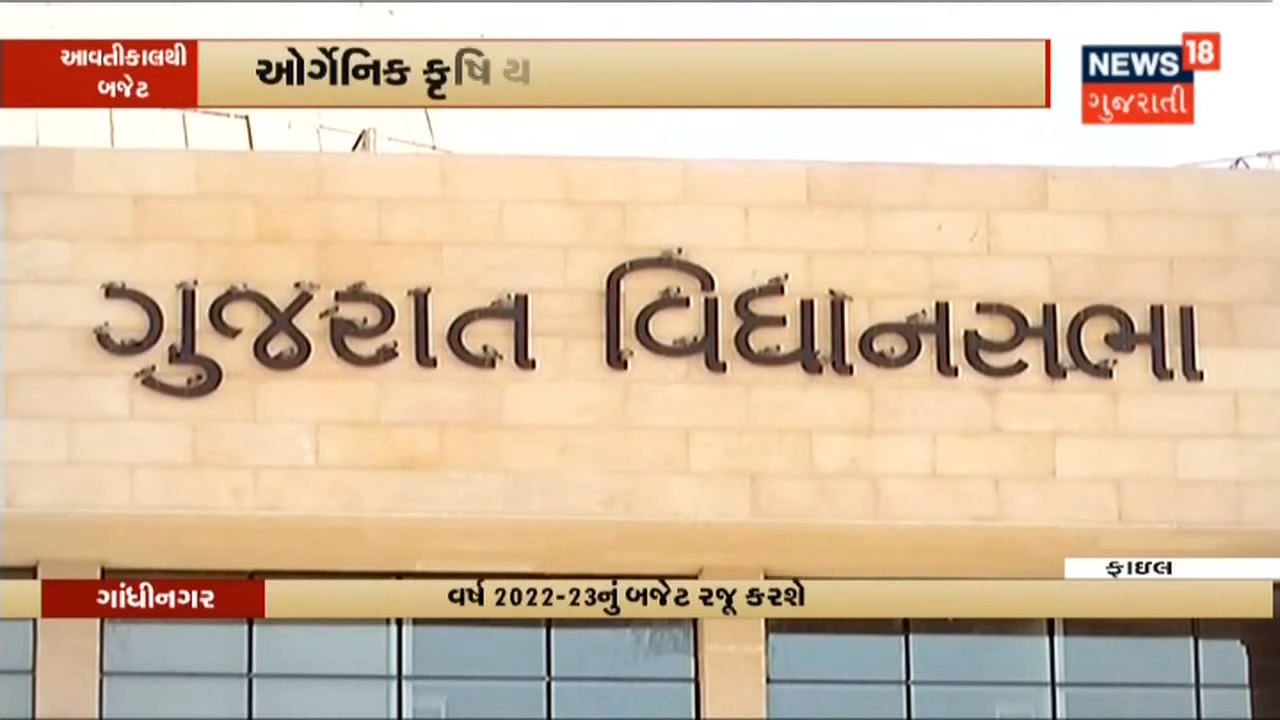 આવતીકાલથી
બજેટ
ઓર્ગેનિક કૃષિ
NEWS 18
ગુજરાતી
ગુજરાત વિધાનસભા
ફાઇલ
ગાંધીનગર
વર્ષ 2022-23નું બજેટ રજૂ કરશે